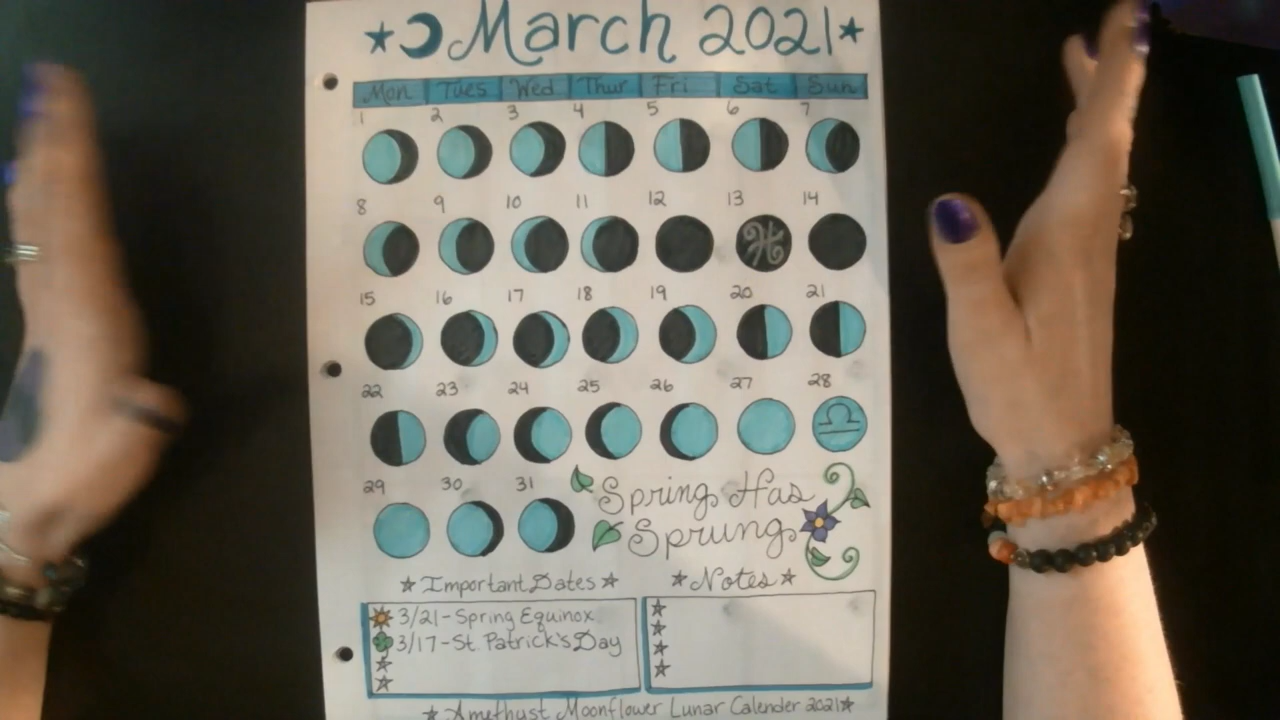 March 2021
Mon Tues Wed Thur Fri Sat Sun
1 2 3 4 5 6 7
8 9 10 11 12 13 14
15 16 17 18 19 20 21
22 23 24 25 26 27 28
29 30 31
Spring Has
Sprung
Important Dates
3/21-Spring Equinox
3/17-St. Patrick's Day
Notes
Amethyst Moonflower Lunar Calender 2021